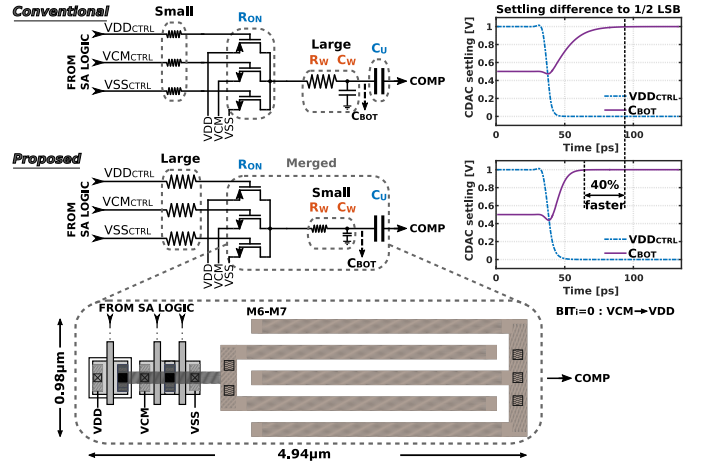 Conventional
Small
RON
Large
CU
VDDCTRL
VCMCTRL
VSSCTRL
FROM
SA LOGIC
RW CW
COMP
CBOT
VDD
VCM
VSS
Settling difference to 1/2 LSB
CDAC settling [V]
1
0.8
0.6
0.4
0.2
0
VDDCTRL
CBOT
0 50 100
Time [ps]
Proposed
Large
RON
Merged
Small
CU
VDDCTRL
VCMCTRL
VSSCTRL
FROM
SA LOGIC
RW CW
COMP
CBOT
VDD
VCM
VSS
CDAC settling [V]
1
0.8
0.6
0.4
0.2
0
40%
faster
VDDCTRL
CBOT
0 50 100
Time [ps]
BITi=0 : VCM→VDD
FROM SA LOGIC
M6-M7
0.98µm
VDD
VCM
VSS
COMP
4.94µm